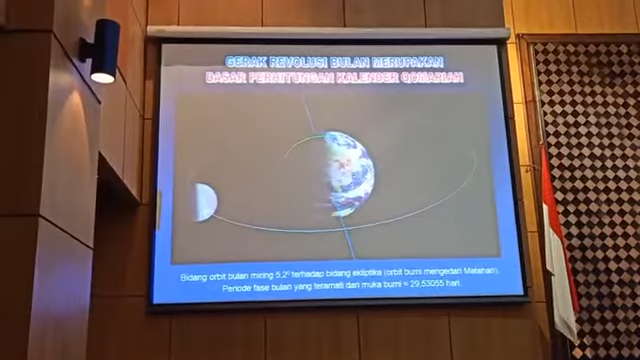 GERAK REVOLUSI BULAN MERUPAKAN
DASAR PERHITUNGAN KALENDER QOMARIAH
Bidang orbit bulan miring 5,2⁰ terhadap bidang ekliptika (orbit bumi mengedari Matahari).
Periode fase bulan yang teramati dari muka bumi = 29,53055 hari.